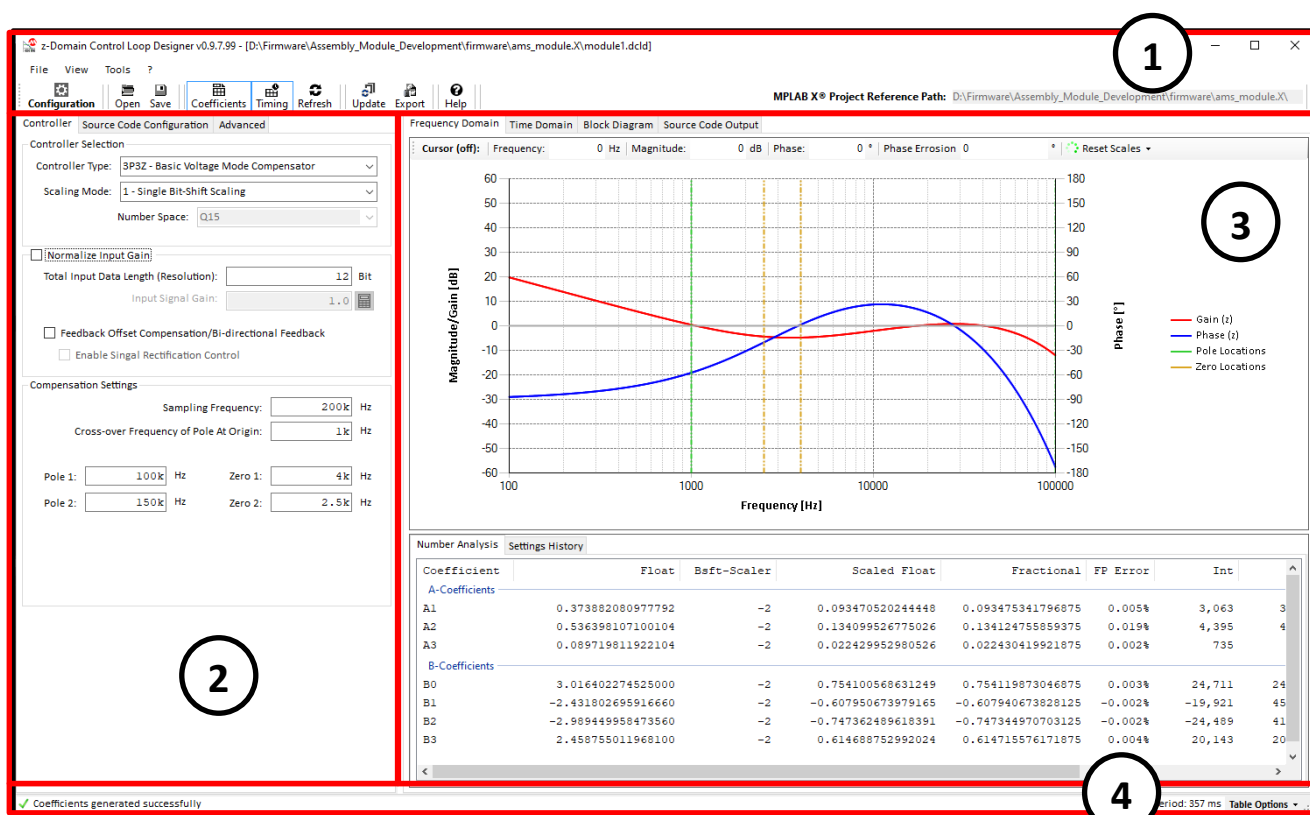 z-Domain Control Loop Designer v0.9.7.99 - [D:\Firmware\Assembly_Module_Development\firmware\ams_module.X\module1.dcld]
1
File View Tools ?
Configuration Open Save Coefficients Timing Refresh Update Export Help
MPLAB X® Project Reference Path: D:\Firmware\Assembly_Module_Development\firmware\ams_module.X\
Controller Source Code Configuration Advanced
Controller Selection
Controller Type: 3P3Z - Basic Voltage Mode Compensator
Scaling Mode: 1 - Single Bit-Shift Scaling
Number Space: Q15
Normalize Input Gain
Total Input Data Length (Resolution): 12 Bit
Input Signal Gain: 1.0
Feedback Offset Compensation/Bi-directional Feedback
Enable Singal Rectification Control
Compensation Settings
Sampling Frequency: 200k Hz
Cross-over Frequency of Pole At Origin: 1k Hz
Pole 1: 100k Hz Zero 1: 4k Hz
Pole 2: 150k Hz Zero 2: 2.5k Hz
2
Frequency Domain Time Domain Block Diagram Source Code Output
Cursor (off): Frequency: 0 Hz Magnitude: 0 dB Phase: 0 ° Phase Errosion 0 ° Reset Scales
3
Magnitude/Gain [dB]
60
50
40
30
20
10
0
-10
-20
-30
-40
-50
-60
180
150
120
90
60
30
0
-30
-60
-90
-120
-150
-180
Phase [°]
100 1000 10000 100000
Frequency [Hz]
Gain (z)
Phase (z)
Pole Locations
Zero Locations
Number Analysis Settings History
Coefficient Float Bsft-Scaler Scaled Float Fractional FP Error Int
A-Coefficients
A1 0.373882080977792 -2 0.093470520244448 0.093475341796875 0.005% 3,063 3
A2 0.536398107100104 -2 0.134099526775026 0.134124755859375 0.019% 4,395 4
A3 0.089719811922104 -2 0.022429952980526 0.022430419921875 0.002% 735
B-Coefficients
B0 3.016402274525000 -2 0.754100568631249 0.754119873046875 0.003% 24,711 24
B1 -2.431802695916660 -2 -0.607950673979165 -0.607940673828125 -0.002% -19,921 45
B2 -2.989449958473560 -2 -0.747362489618391 -0.747344970703125 -0.002% -24,489 41
B3 2.458755011968100 -2 0.614688752992024 0.614715576171875 0.004% 20,143 20
4
Coefficients generated successfully
eriod: 357 ms Table Options